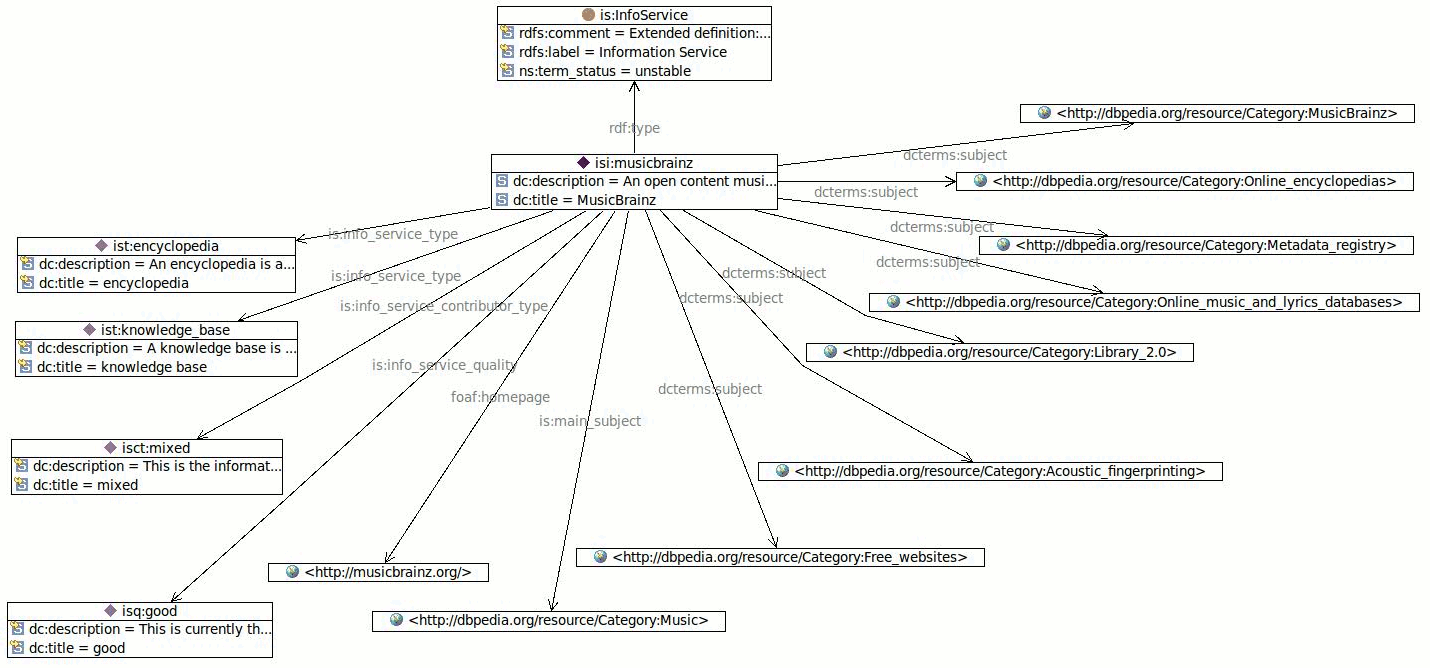 is:InfoService
rdfs:comment = Extended definition:...
rdfs:label = Information Service
ns:term_status = unstable
rdf:type
<http://dbpedia.org/resource/Category:MusicBrainz>
dcterms:subject
isi:musicbrainz
dc:description = An open content musi...
dc:title = MusicBrainz
<http://dbpedia.org/resource/Category:Online_encyclopedias>
dcterms:subject
dcterms:subject
<http://dbpedia.org/resource/Category:Metadata_registry>
is:info_service_type
ist:encyclopedia
dc:description = An encyclopedia is a...
dc:title = encyclopedia
dcterms:subject
is:info_service_type
dcterms:subject
<http://dbpedia.org/resource/Category:Online_music_and_lyrics_databases>
dcterms:subject
is:info_service_contributor_type
ist:knowledge_base
dc:description = A knowledge base is ...
dc:title = knowledge base
<http://dbpedia.org/resource/Category:Library_2.0>
is:info_service_quality
dcterms:subject
foaf:homepage
is:main_subject
isct:mixed
dc:description = This is the informat...
dc:title = mixed
<http://dbpedia.org/resource/Category:Acoustic_fingerprinting>
<http://dbpedia.org/resource/Category:Free_websites>
<http://musicbrainz.org/>
isq:good
dc:description = This is currently th...
dc:title = good
<http://dbpedia.org/resource/Category:Music>